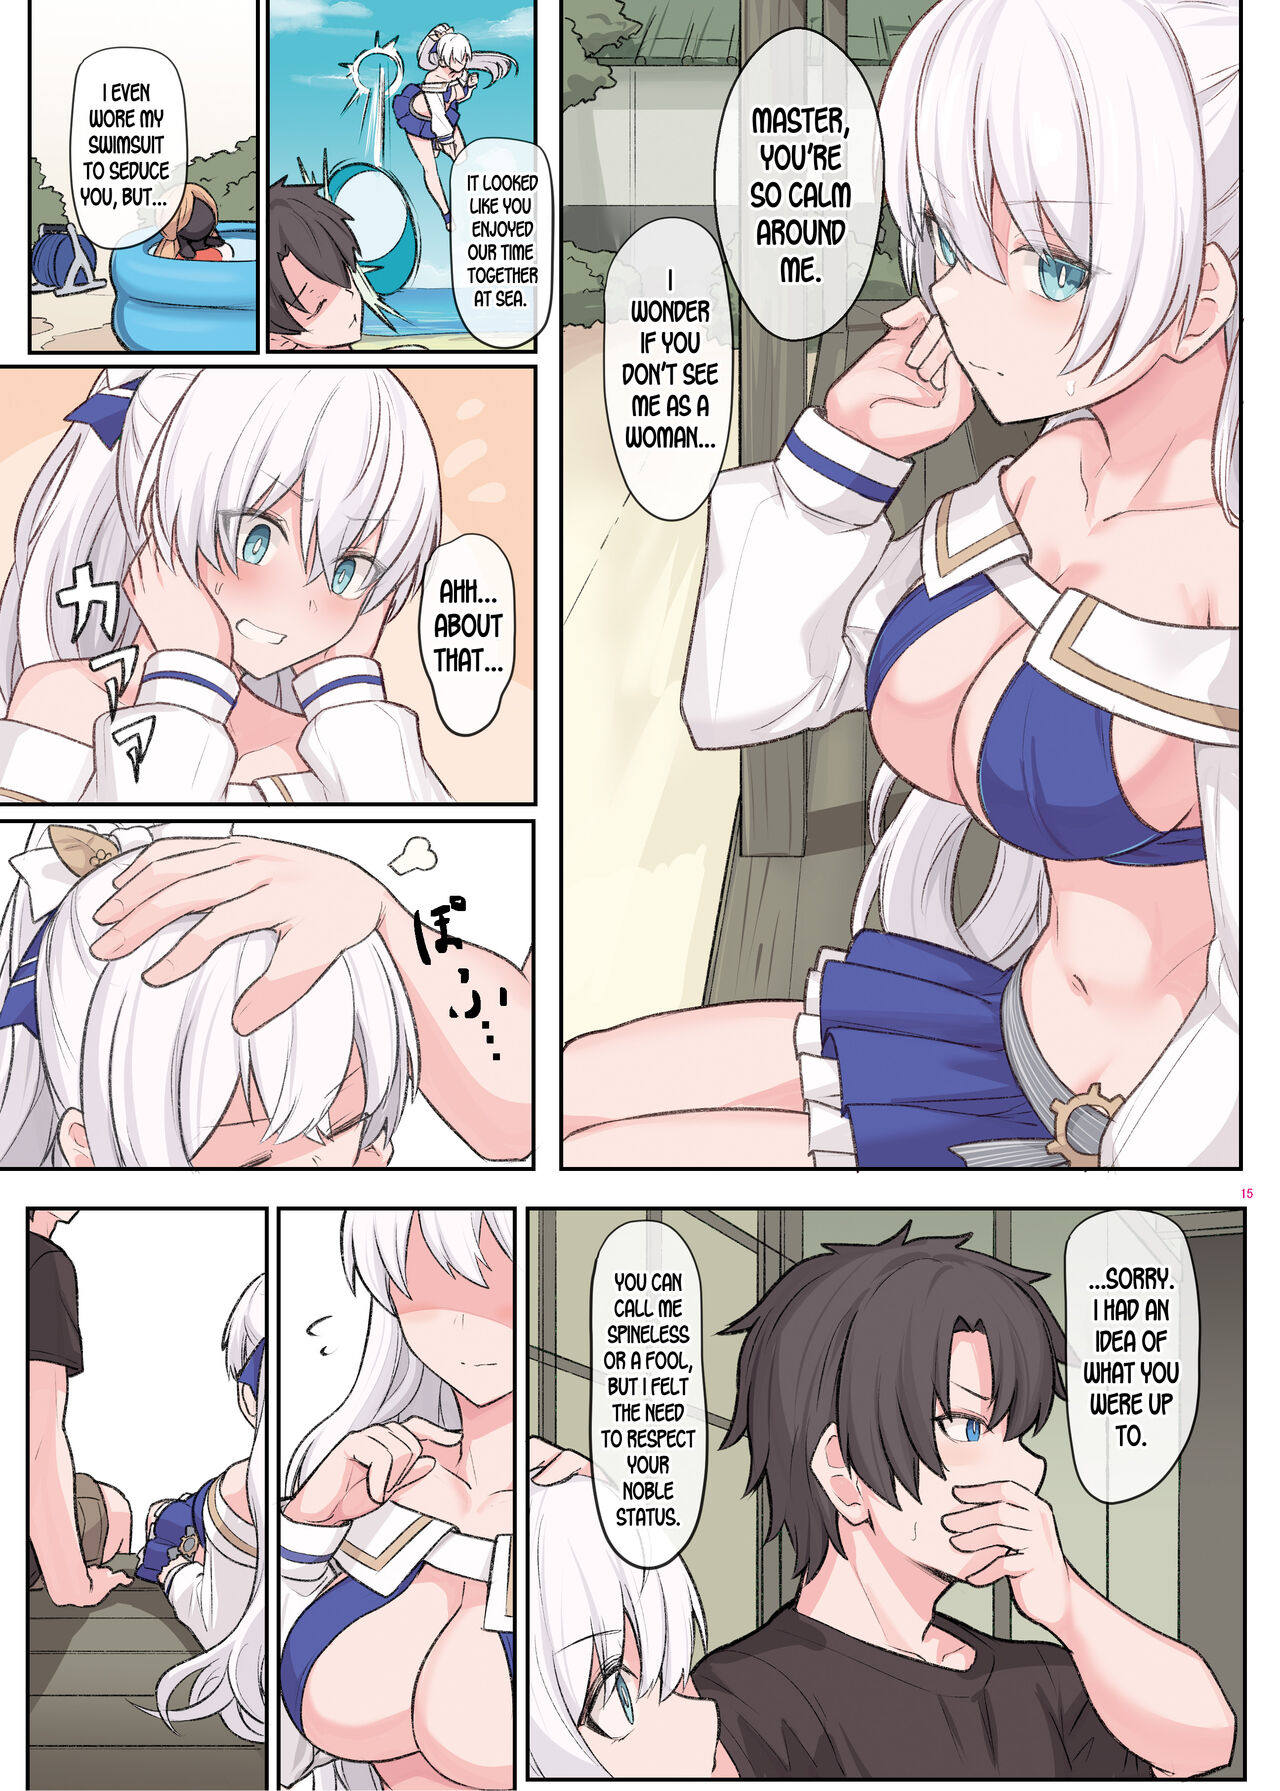 MASTER,
YOU'RE
SO CALM
AROUND
ME.
I
WONDER
IF YOU
DON'T SEE
ME AS A
WOMAN...
IT LOOKED
LIKE YOU
ENJOYED
OUR TIME
TOGETHER
AT SEA.
I EVEN
WORE MY
SWIMSUIT
TO SEDUCE
YOU, BUT...
AHH...
ABOUT
THAT...
カァァァ
ぽふ...
15
...SORRY.
I HAD AN
IDEA OF
WHAT YOU
WERE UP
TO.
YOU CAN
CALL ME
SPINELESS
OR A FOOL,
BUT I FELT
THE NEED
TO RESPECT
YOUR
NOBLE
STATUS.